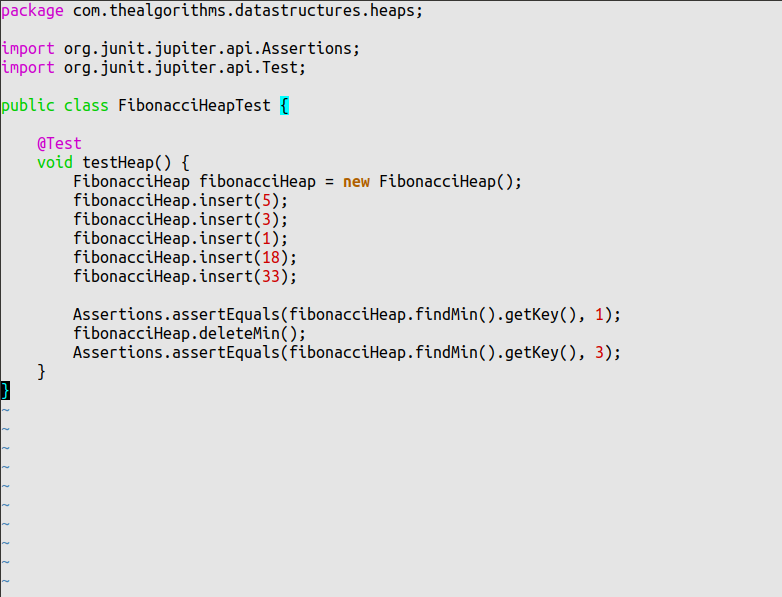 package com.thealgorithms.datastructures.heaps;

import org.junit.jupiter.api.Assertions;
import org.junit.jupiter.api.Test;

public class FibonacciHeapTest {

    @Test
    void testHeap() {
        FibonacciHeap fibonacciHeap = new FibonacciHeap();
        fibonacciHeap.insert(5);
        fibonacciHeap.insert(3);
        fibonacciHeap.insert(1);
        fibonacciHeap.insert(18);
        fibonacciHeap.insert(33);

        Assertions.assertEquals(fibonacciHeap.findMin().getKey(), 1);
        fibonacciHeap.deleteMin();
        Assertions.assertEquals(fibonacciHeap.findMin().getKey(), 3);
    }
}
~
~
~
~
~
~
~
~
~
~